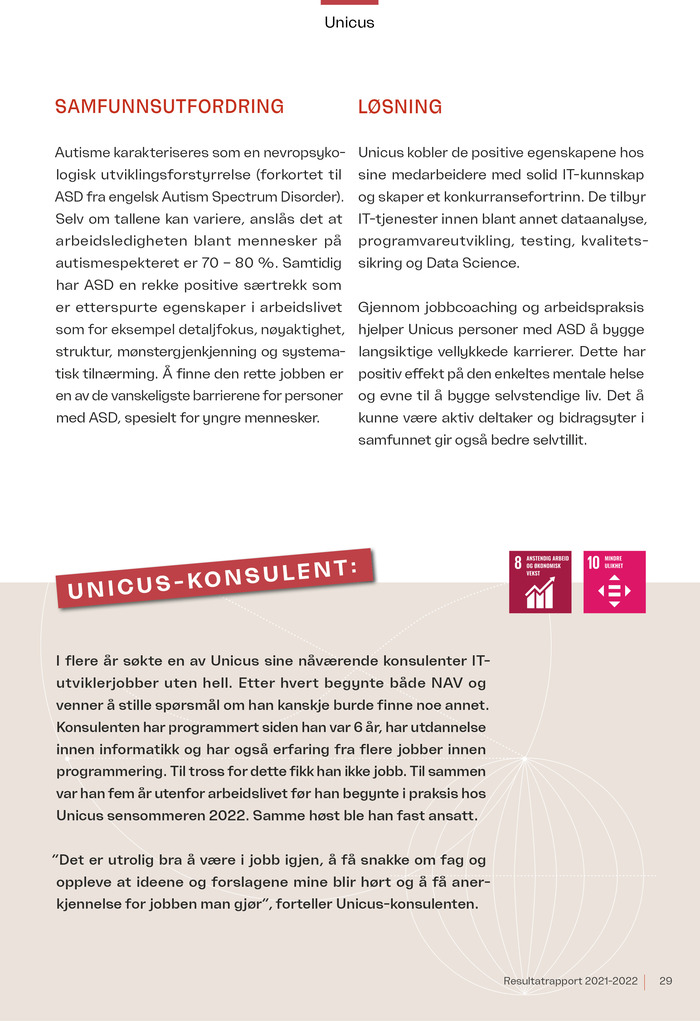 Unicus
SAMFUNNSUTFORDRING
Autisme karakteriseres som en nevropsyko-
logisk utviklingsforstyrrelse (forkortet til
ASD fra engelsk Autism Spectrum Disorder).
Selv om tallene kan variere, anslås det at
arbeidsledigheten blant mennesker på
autismespekteret er 70 – 80 %. Samtidig
har ASD en rekke positive særtrekk som
er etterspurte egenskaper i arbeidslivet
som for eksempel detaljfokus, nøyaktighet,
struktur, mønstergjenkjenning og systema-
tisk tilnærming. Å finne den rette jobben er
en av de vanskeligste barrierene for personer
med ASD, spesielt for yngre mennesker.
LØSNING
Unicus kobler de positive egenskapene hos
sine medarbeidere med solid IT-kunnskap
og skaper et konkurransefortrinn. De tilbyr
IT-tjenester innen blant annet dataanalyse,
programvareutvikling, testing, kvalitets-
sikring og Data Science.
Gjennom jobbcoaching og arbeidspraksis
hjelper Unicus personer med ASD å bygge
langsiktige vellykkede karrierer. Dette har
positiv effekt på den enkeltes mentale helse
og evne til å bygge selvstendige liv. Det å
kunne være aktiv deltaker og bidragsyter i
samfunnet gir også bedre selvtillit.
UNICUS-KONSULENT:
8 ANSTENDIG ARBEID
OG ØKONOMISK
VEKST
10 MINDRE
ULIKHET
I flere år søkte en av Unicus sine nåværende konsulenter IT-
utviklerjobber uten hell. Etter hvert begynte både NAV og
venner å stille spørsmål om han kanskje burde finne noe annet.
Konsulenten har programmert siden han var 6 år, har utdannelse
innen informatikk og har også erfaring fra flere jobber innen
programmering. Til tross for dette fikk han ikke jobb. Til sammen
var han fem år utenfor arbeidslivet før han begynte i praksis hos
Unicus sensommeren 2022. Samme høst ble han fast ansatt.
”Det er utrolig bra å være i jobb igjen, å få snakke om fag og
oppleve at ideene og forslagene mine blir hørt og å få aner-
kjennelse for jobben man gjør”, forteller Unicus-konsulenten.
Resultatrapport 2021-2022 29